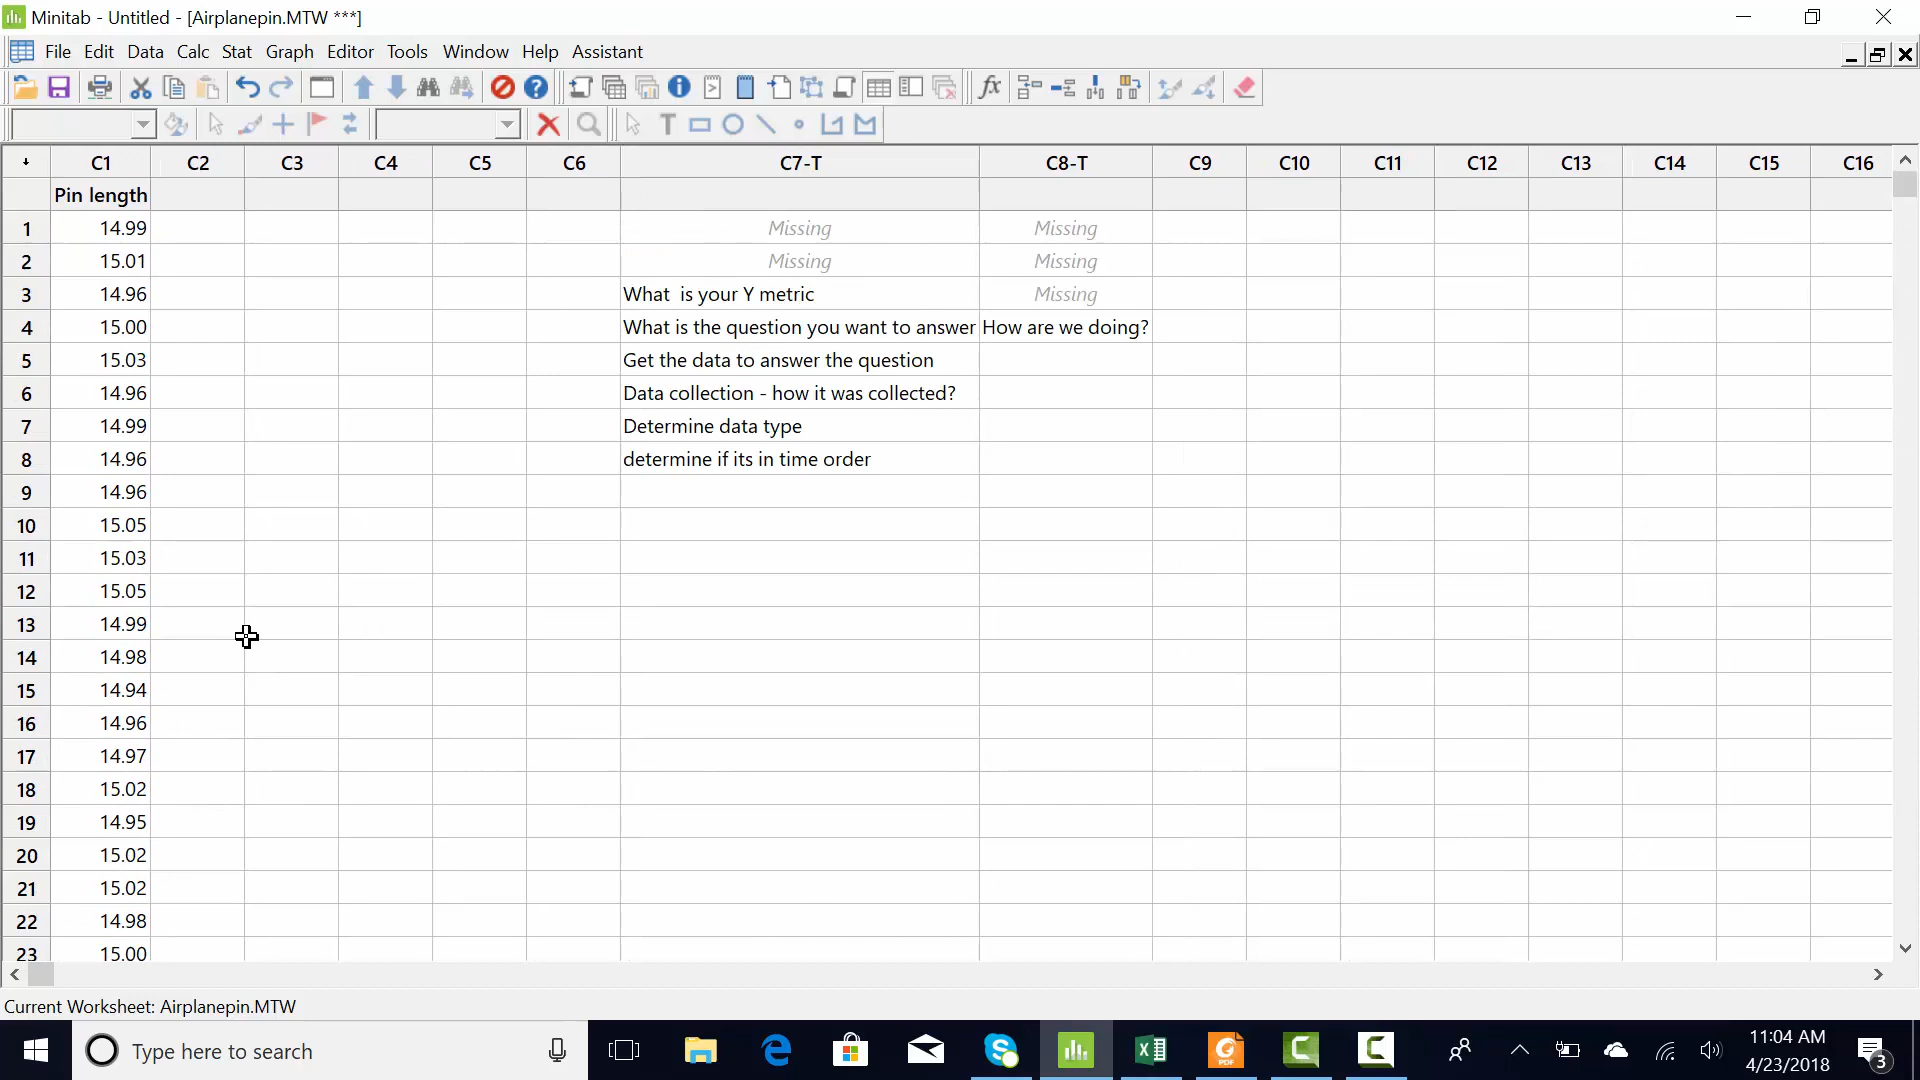 Minitab - Untitled - [Airplanepin.MTW ***]
File Edit Data Calc Stat Graph Editor Tools Window Help Assistant
C1 C2 C3 C4 C5 C6 C7-T C8-T C9 C10 C11 C12 C13 C14 C15 C16
Pin length
1 14.99 Missing Missing
2 15.01 Missing Missing
3 14.96 What  is your Y metric Missing
4 15.00 What is the question you want to answer How are we doing?
5 15.03 Get the data to answer the question
6 14.96 Data collection - how it was collected?
7 14.99 Determine data type
8 14.96 determine if its in time order
9 14.96
10 15.05
11 15.03
12 15.05
13 14.99
14 14.98
15 14.94
16 14.96
17 14.97
18 15.02
19 14.95
20 15.02
21 15.02
22 14.98
23 15.00
Current Worksheet: Airplanepin.MTW
Type here to search
11:04 AM
4/23/2018
3